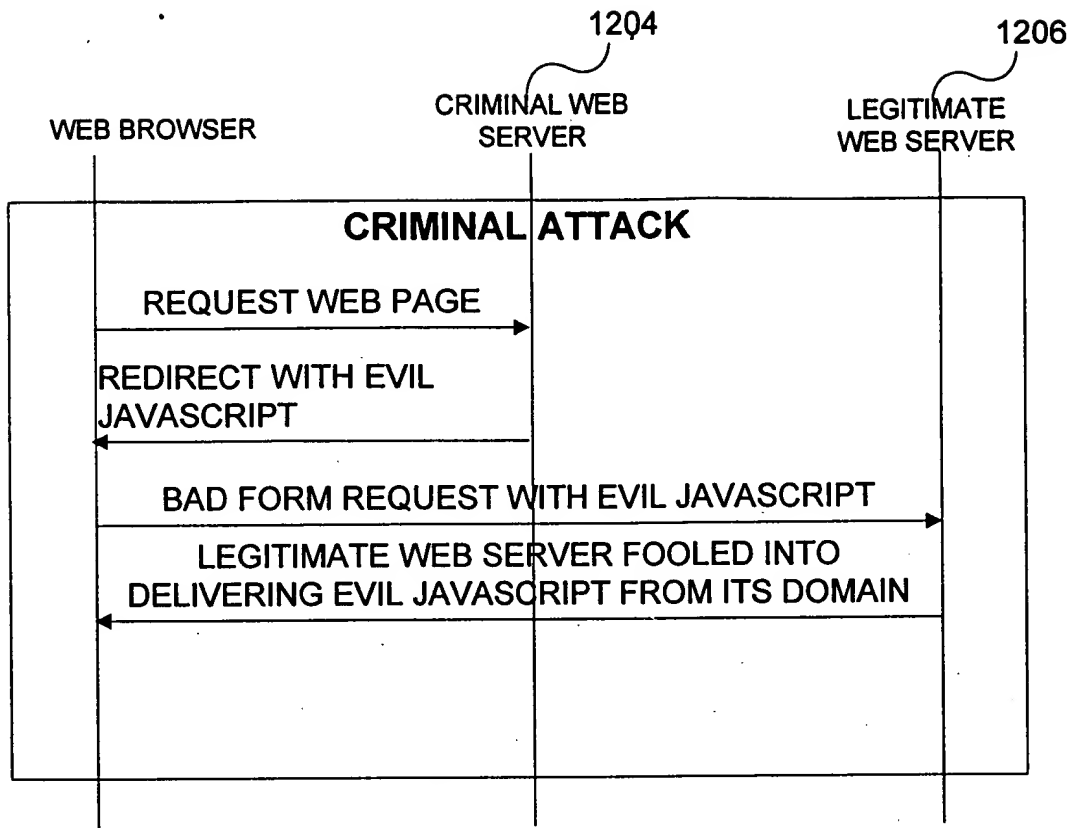 1204
1206
WEB BROWSER
CRIMINAL WEB
SERVER
LEGITIMATE
WEB SERVER
CRIMINAL ATTACK
REQUEST WEB PAGE
REDIRECT WITH EVIL
JAVASCRIPT
BAD FORM REQUEST WITH EVIL JAVASCRIPT
LEGITIMATE WEB SERVER FOOLED INTO
DELIVERING EVIL JAVASCRIPT FROM ITS DOMAIN